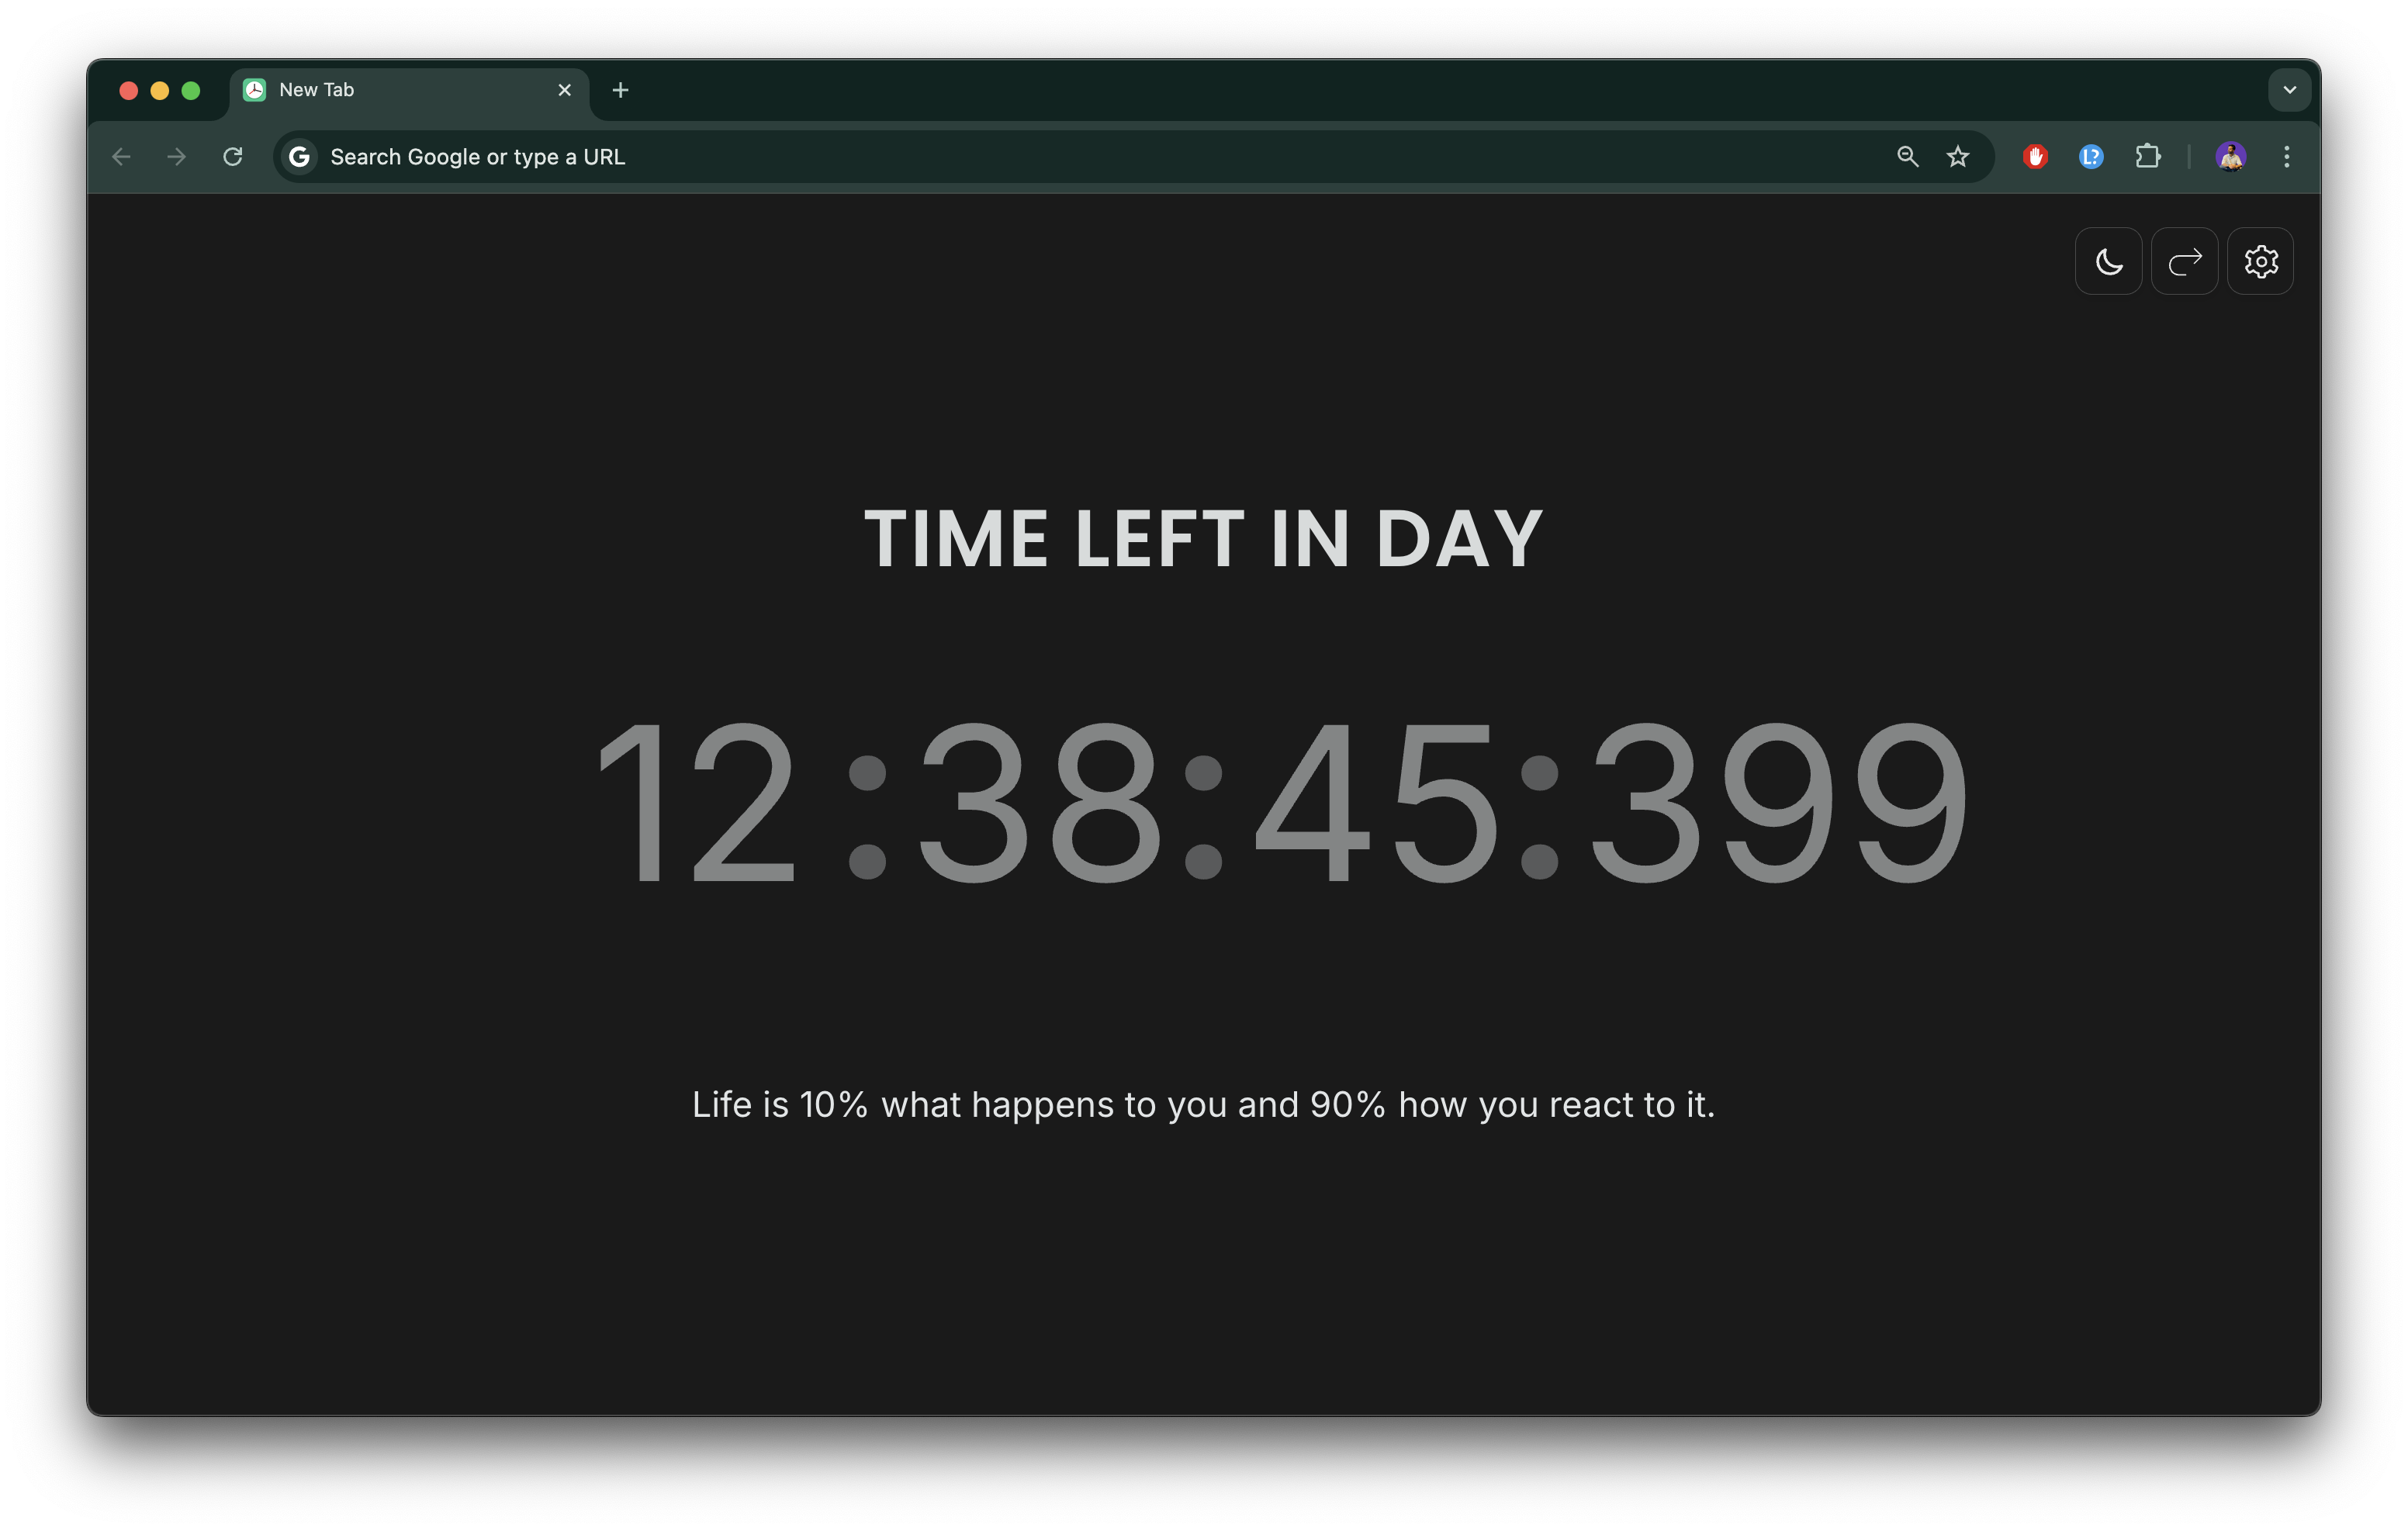 New Tab
Search Google or type a URL
L?
TIME LEFT IN DAY
12:38:45:399
Life is 10% what happens to you and 90% how you react to it.